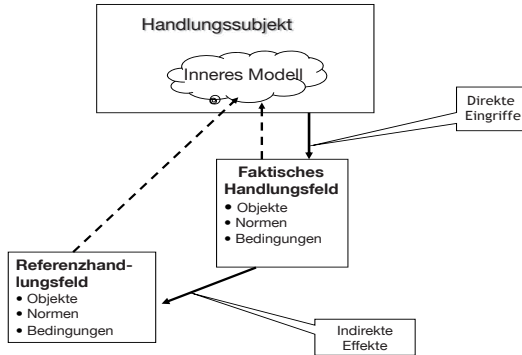 Handlungssubjekt
Inneres Modell
Direkte
Eingriffe
Faktisches
Handlungsfeld
• Objekte
• Normen
• Bedingungen
Referenzhand-
lungsfeld
• Objekte
• Normen
• Bedingungen
Indirekte
Effekte